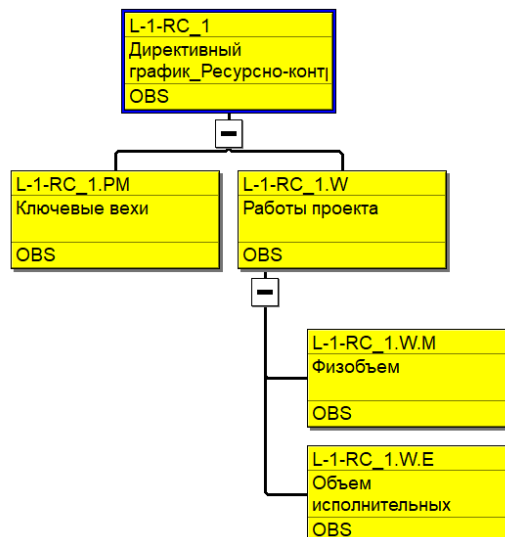 L-1-RC_1
Директивный
график_Ресурсно-конт
OBS
L-1-RC_1.PM
Ключевые вехи
OBS
L-1-RC_1.W
Работы проекта
OBS
L-1-RC_1.W.M
Физобъем
OBS
L-1-RC_1.W.E
Объем
исполнительных
OBS